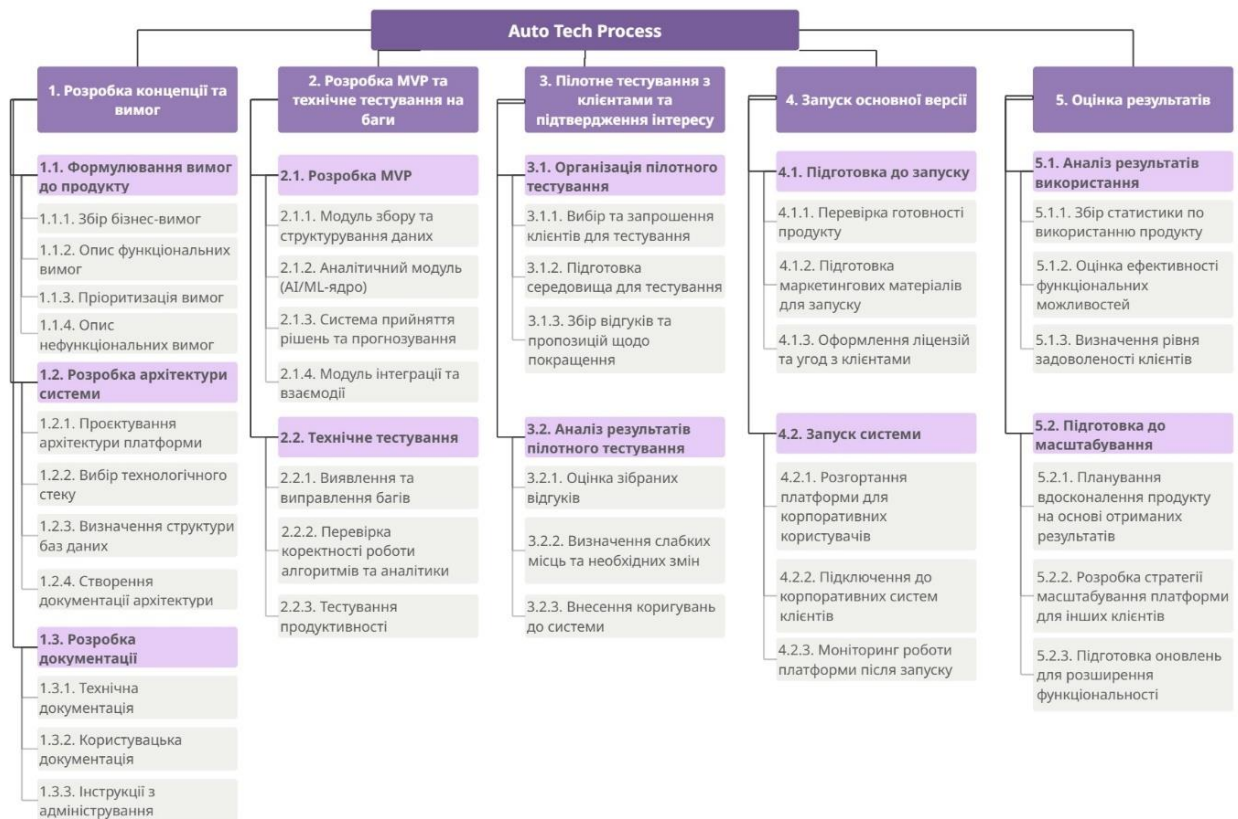 Auto Tech Process
1. Розробка концепції та
вимог
1.1. Формулювання вимог
до продукту
1.1.1. Збір бізнес-вимог
1.1.2. Опис функціональних
вимог
1.1.3. Пріоритизація вимог
1.1.4. Опис
нефункціональних вимог
1.2. Розробка архітектури
системи
1.2.1. Проєктування
архітектури платформи
1.2.2. Вибір технологічного
стеку
1.2.3. Визначення структури
баз даних
1.2.4. Створення
документації архітектури
1.3. Розробка
документації
1.3.1. Технічна
документація
1.3.2. Користувацька
документація
1.3.3. Інструкції з
адміністрування
2. Розробка MVP та
технічне тестування на
баги
2.1. Розробка MVP
2.1.1. Модуль збору та
структурування даних
2.1.2. Аналітичний модуль
(AI/ML-ядро)
2.1.3. Система прийняття
рішень та прогнозування
2.1.4. Модуль інтеграції та
взаємодії
2.2. Технічне тестування
2.2.1. Виявлення та
виправлення багів
2.2.2. Перевірка
коректності роботи
алгоритмів та аналітики
2.2.3. Тестування
продуктивності
3. Пілотне тестування з
клієнтами та
підтвердження інтересу
3.1. Організація пілотного
тестування
3.1.1. Вибір та запрошення
клієнтів для тестування
3.1.2. Підготовка
середовища для тестування
3.1.3. Збір відгуків та
пропозицій щодо
покращення
3.2. Аналіз результатів
пілотного тестування
3.2.1. Оцінка зібраних
відгуків
3.2.2. Визначення слабких
місць та необхідних змін
3.2.3. Внесення коригувань
до системи
4. Запуск основної версії
4.1. Підготовка до запуску
4.1.1. Перевірка готовності
продукту
4.1.2. Підготовка
маркетингових матеріалів
для запуску
4.1.3. Оформлення ліцензій
та угод з клієнтами
4.2. Запуск системи
4.2.1. Розгортання
платформи для
корпоративних
користувачів
4.2.2. Підключення до
корпоративних систем
клієнтів
4.2.3. Моніторинг роботи
платформи після запуску
5. Оцінка результатів
5.1. Аналіз результатів
використання
5.1.1. Збір статистики по
використанню продукту
5.1.2. Оцінка ефективності
функціональних
можливостей
5.1.3. Визначення рівня
задоволеності клієнтів
5.2. Підготовка до
масштабування
5.2.1. Планування
вдосконалення продукту
на основі отриманих
результатів
5.2.2. Розробка стратегії
масштабування платформи
для інших клієнтів
5.2.3. Підготовка оновлень
для розширення
функціональності